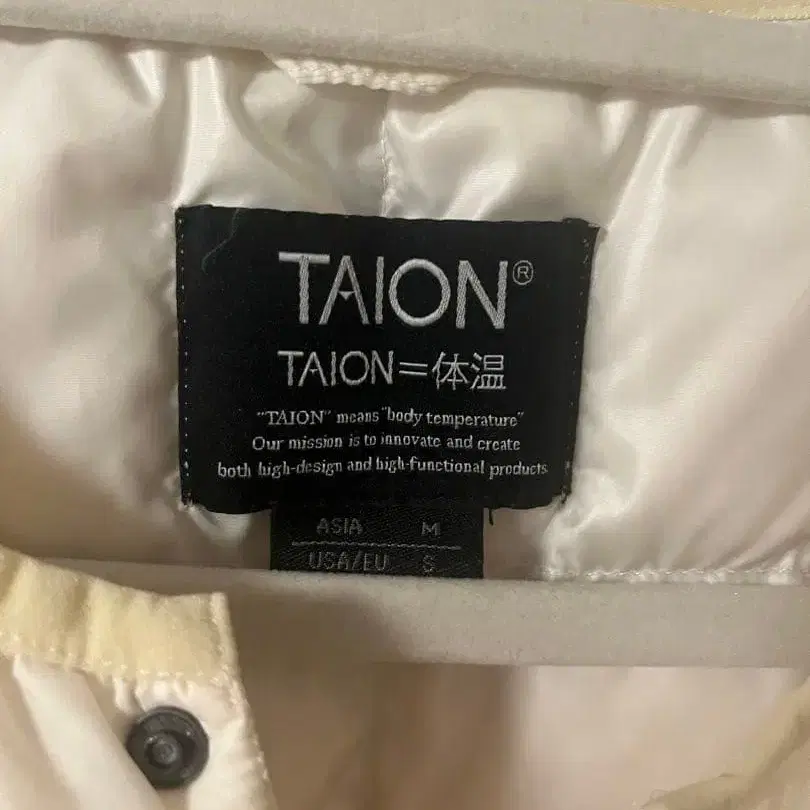 TAION®
TAION=体温
"TAION" means "body temperature"
Our mission is to innovate and create
both high-design and high-functional products
ASIA M
USA/EU S